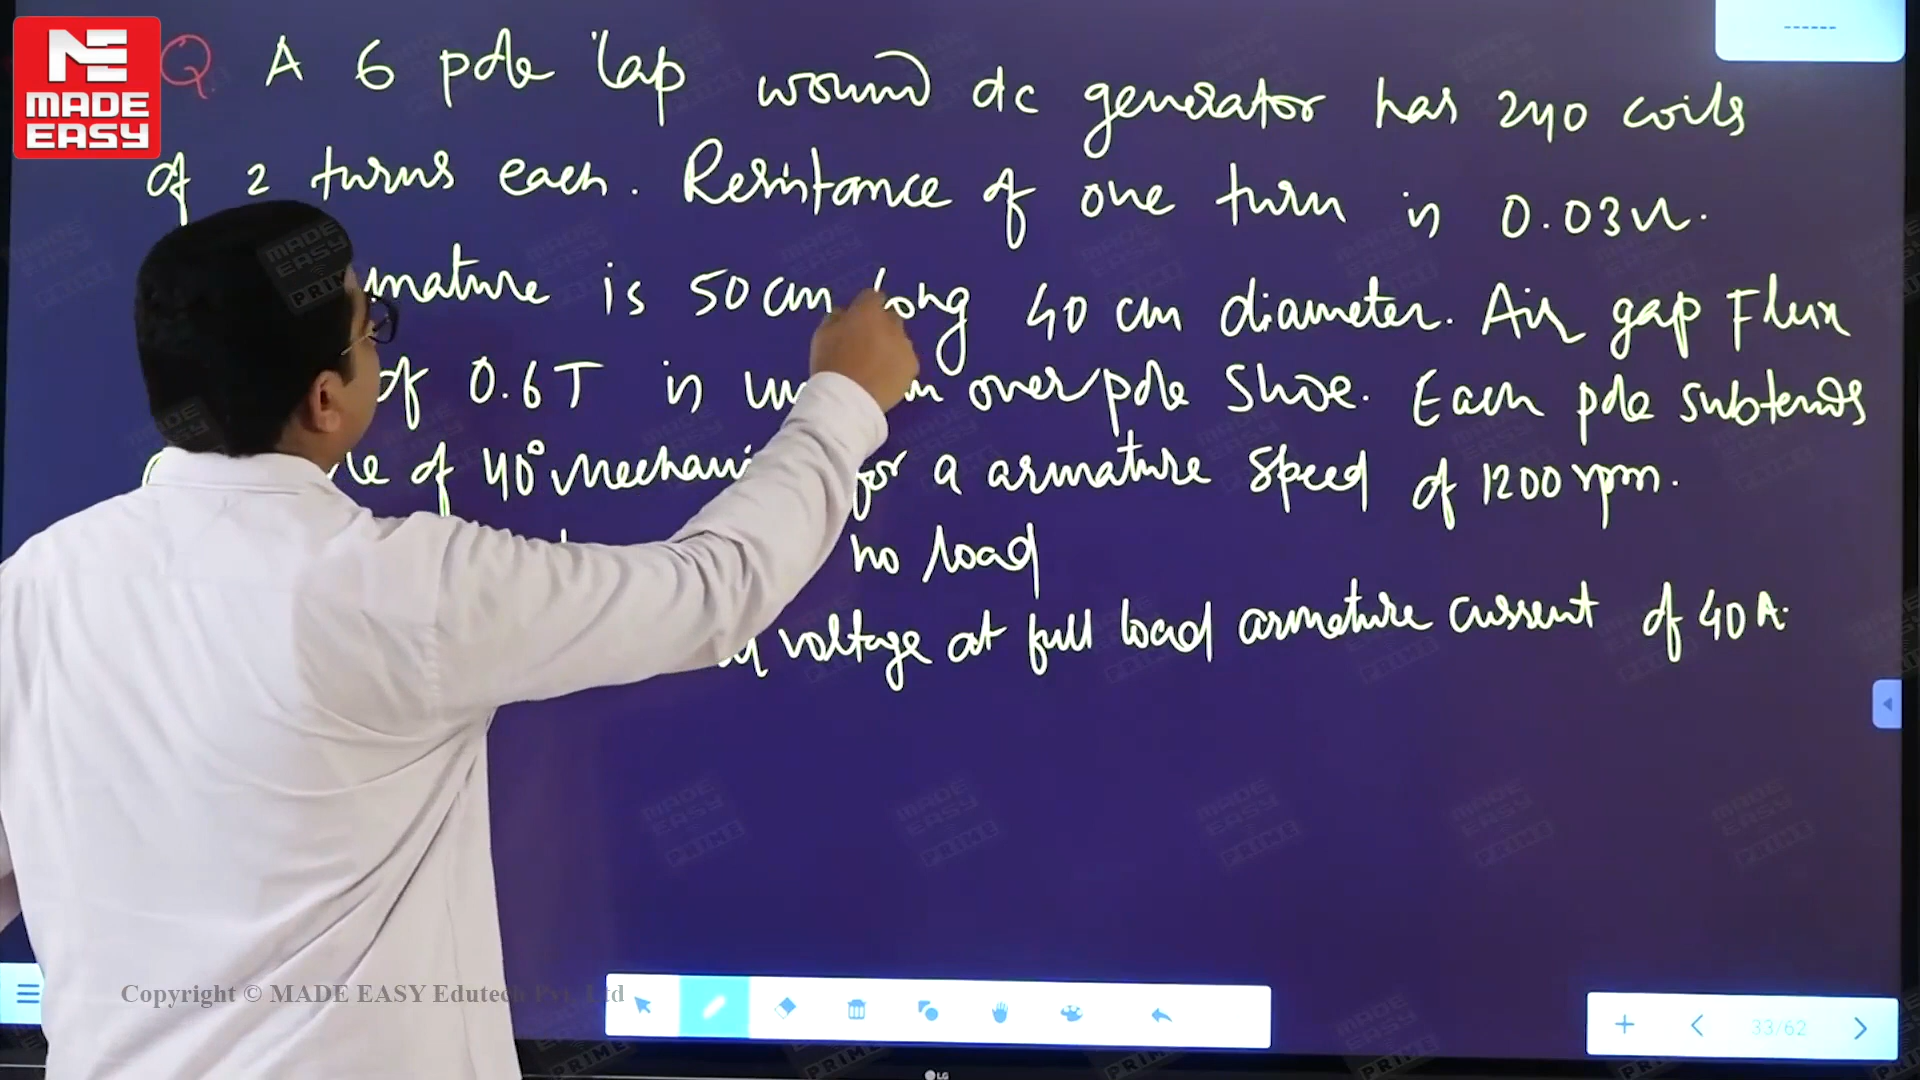 MADE EASY
Q. A 6 pole lap wound dc generator has 240 coils
of 2 turns each. Resistance of one turn is 0.03Ω.
mature is 50 cm long 40 cm diameter. Air gap Flux
of 0.6T is over pole shoe. Each pole subtends
of 40° Mechani for a armature speed of 1200 rpm.
no load
voltage at full load armature current of 40 A.
Copyright © MADE EASY Edutech Pvt. Ltd
33/62
LG